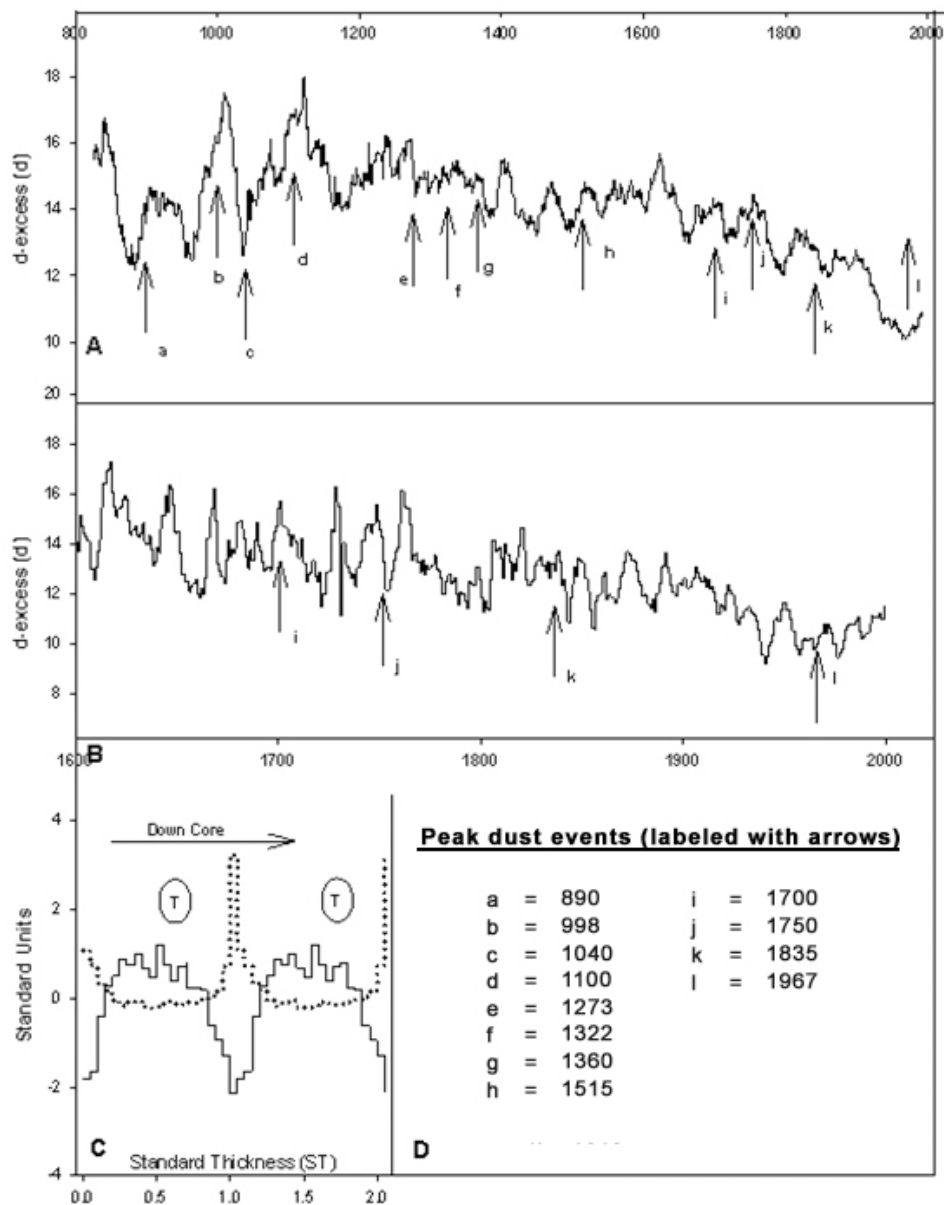 800 1000 1200 1400 1600 1800 2000
18
16
14
12
10
20
d-excess (d)
a b c d e f g h i j k l
A
18
16
14
12
10
8
d-excess (d)
i j k l
B
1600 1700 1800 1900 2000
4
2
0
-2
-4
Standard Units
Down Core
T T
C
Standard Thickness (ST)
0.0 0.5 1.0 1.5 2.0
Peak dust events (labeled with arrows)
a = 890 i = 1700
b = 998 j = 1750
c = 1040 k = 1835
d = 1100 l = 1967
e = 1273
f = 1322
g = 1360
h = 1515
D